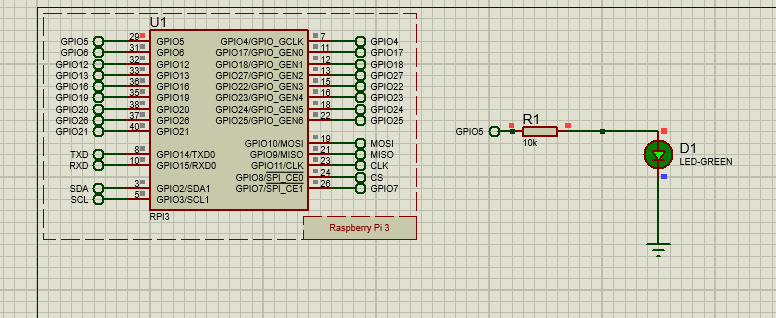 U1
GPIO5 29 GPIO5 GPIO4/GPIO_GCLK 7 GPIO4
GPIO6 31 GPIO6 GPIO17/GPIO_GEN0 11 GPIO17
GPIO12 32 GPIO12 GPIO18/GPIO_GEN1 12 GPIO18
GPIO13 33 GPIO13 GPIO27/GPIO_GEN2 13 GPIO27
GPIO16 36 GPIO16 GPIO22/GPIO_GEN3 15 GPIO22
GPIO19 35 GPIO19 GPIO23/GPIO_GEN4 16 GPIO23
GPIO20 38 GPIO20 GPIO24/GPIO_GEN5 18 GPIO24
GPIO26 37 GPIO26 GPIO25/GPIO_GEN6 22 GPIO25
GPIO21 40 GPIO21
GPIO10/MOSI 19 MOSI
TXD 8 GPIO14/TXD0 GPIO9/MISO 21 MISO
RXD 10 GPIO15/RXD0 GPIO11/CLK 23 CLK
GPIO8/SPI_CE0 24 CS
SDA 3 GPIO2/SDA1 GPIO7/SPI_CE1 26 GPIO7
SCL 5 GPIO3/SCL1
RPI3
Raspberry Pi 3
R1
GPIO5
10k
D1
LED-GREEN